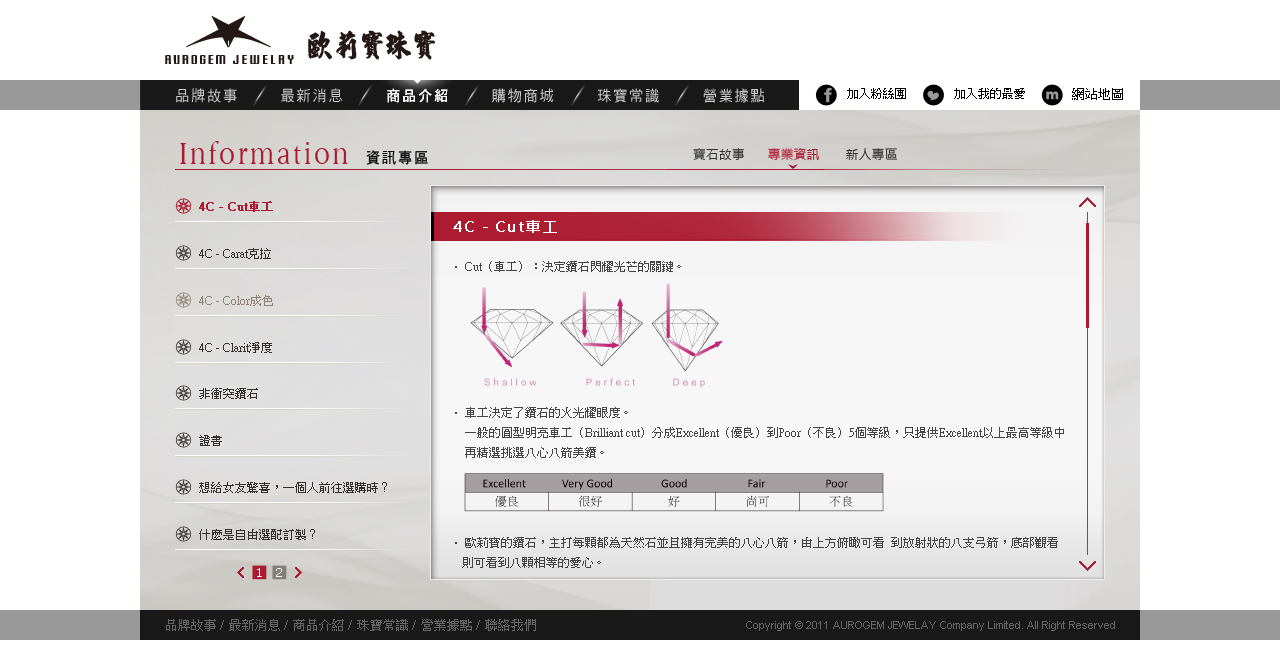 AUROGEM JEWELAY 歐莉寶珠寶
品牌故事 / 最新消息 / 商品介紹 / 購物商城 / 珠寶常識 / 營業據點
加入粉絲團 加入我的最愛 m 網站地圖
Information 資訊專區
寶石故事 專業資訊 新人專區
4C - Cut車工
4C - Carat克拉
4C - Color成色
4C - Clarit淨度
非衝突鑽石
證書
想給女友驚喜，一個人前往選購時？
什麼是自由選配訂製？
1 2
4C - Cut車工
· Cut（車工）：決定鑽石閃耀光芒的關鍵。
Shallow Perfect Deep
· 車工決定了鑽石的火光耀眼度。
一般的圓型明亮車工（Brilliant cut）分成Excellent（優良）到Poor（不良）5個等級，只提供Excellent以上最高等級中
再精選挑選八心八箭美鑽。
Excellent Very Good Good Fair Poor
優良 很好 好 尚可 不良
· 歐莉寶的鑽石，主打每顆都為天然石並且擁有完美的八心八箭，由上方俯瞰可看 到放射狀的八支弓箭，底部觀看
則可看到八顆相等的愛心。
品牌故事 / 最新消息 / 商品介紹 / 珠寶常識 / 營業據點 / 聯絡我們
Copyright © 2011 AUROGEM JEWELAY Company Limited. All Right Reserved